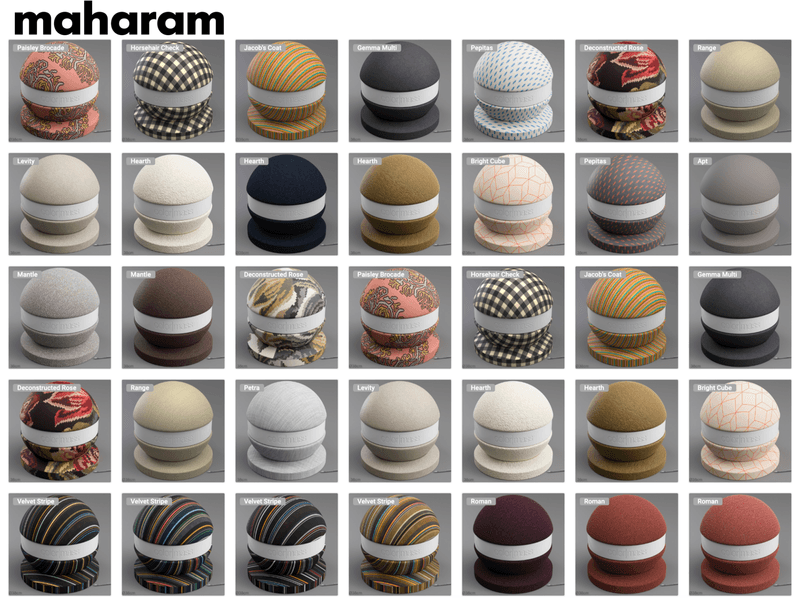 maharam
Paisley Brocade
Horsehair Check
Jacob's Coat
Gemma Multi
Pepitas
Deconstructed Rose
Range
Levity
Hearth
Hearth
Hearth
Bright Cube
Pepitas
Apt
Mantle
Mantle
Deconstructed Rose
Paisley Brocade
Horsehair Check
Jacob's Coat
Gemma Multi
Deconstructed Rose
Range
Petra
Levity
Hearth
Hearth
Bright Cube
Velvet Stripe
Velvet Stripe
Velvet Stripe
Velvet Stripe
Roman
Roman
Roman